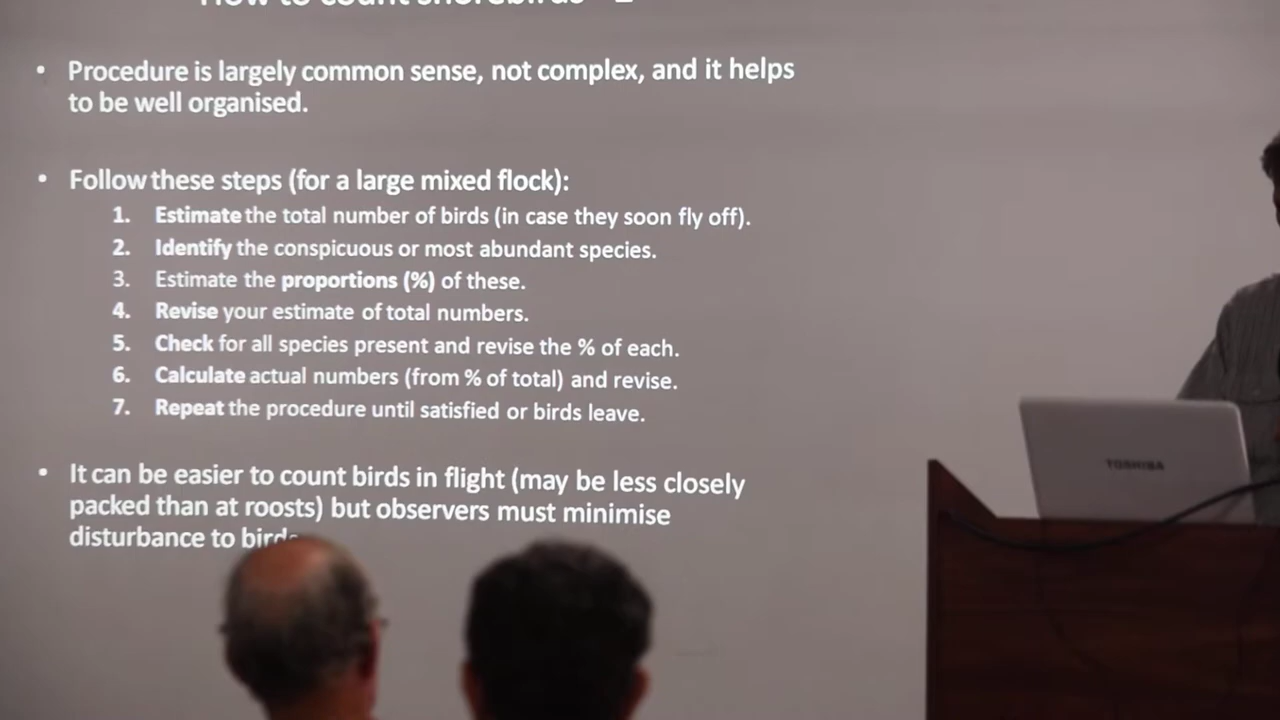 How to count shorebirds
• Procedure is largely common sense, not complex, and it helps
to be well organised.
• Follow these steps (for a large mixed flock):
1. Estimate the total number of birds (in case they soon fly off).
2. Identify the conspicuous or most abundant species.
3. Estimate the proportions (%) of these.
4. Revise your estimate of total numbers.
5. Check for all species present and revise the % of each.
6. Calculate actual numbers (from % of total) and revise.
7. Repeat the procedure until satisfied or birds leave.
• It can be easier to count birds in flight (may be less closely
packed than at roosts) but observers must minimise
disturbance to birds
TOSHIBA